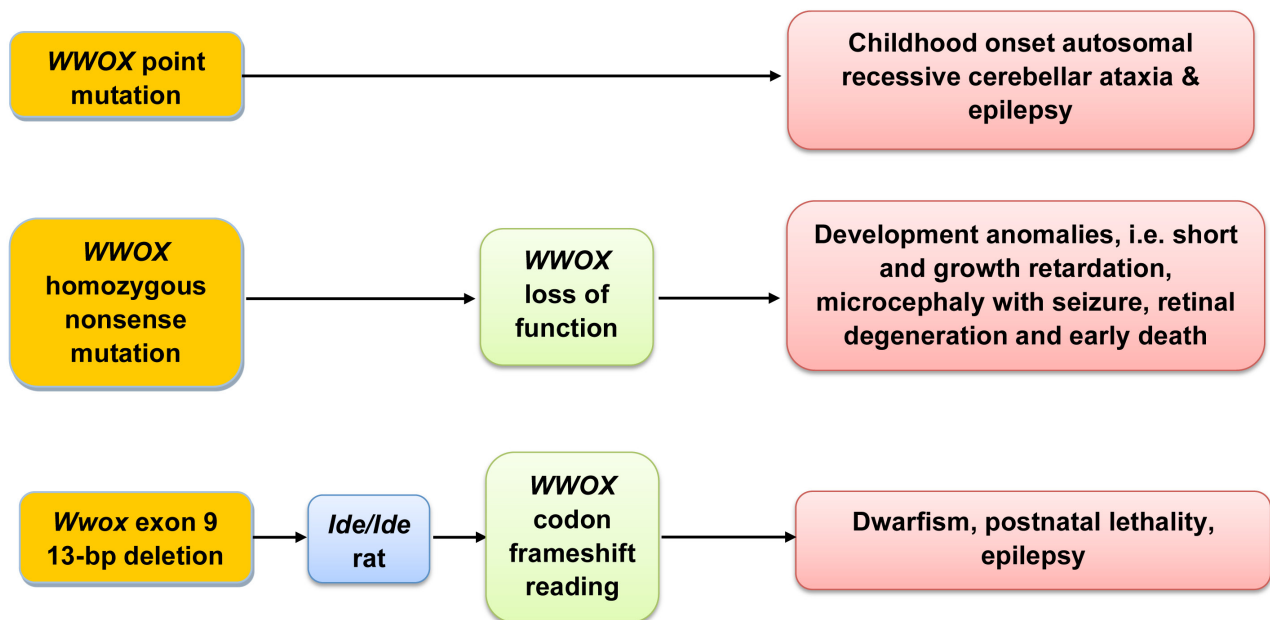 WWOX point
mutation
Childhood onset autosomal
recessive cerebellar ataxia &
epilepsy
WWOX
homozygous
nonsense
mutation
WWOX
loss of
function
Development anomalies, i.e. short
and growth retardation,
microcephaly with seizure, retinal
degeneration and early death
Wwox exon 9
13-bp deletion
Ide/Ide
rat
WWOX
codon
frameshift
reading
Dwarfism, postnatal lethality,
epilepsy